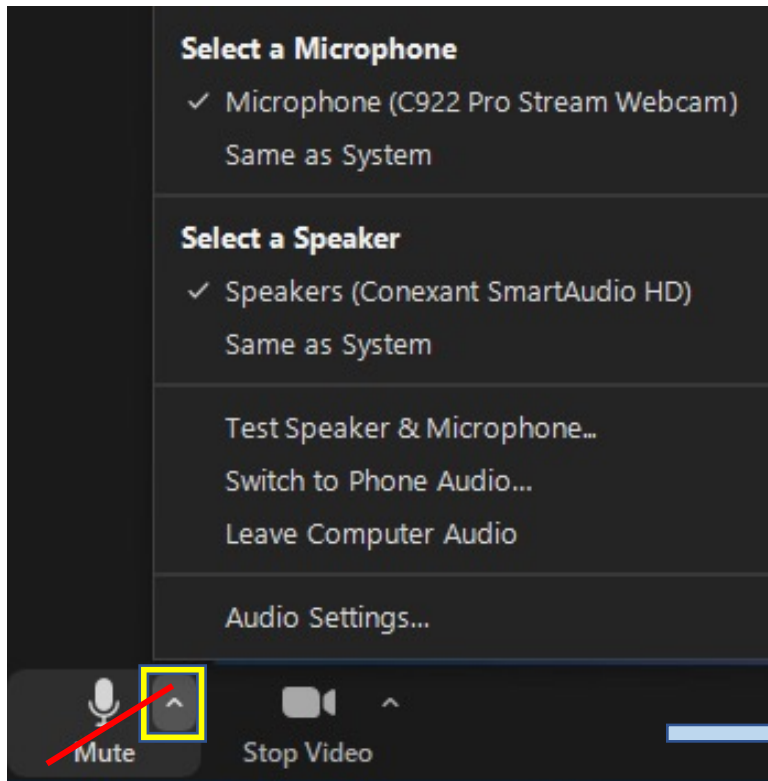 Select a Microphone
Microphone (C922 Pro Stream Webcam)
Same as System
Select a Speaker
Speakers (Conexant SmartAudio HD)
Same as System
Test Speaker & Microphone...
Switch to Phone Audio...
Leave Computer Audio
Audio Settings...
Mute Stop Video